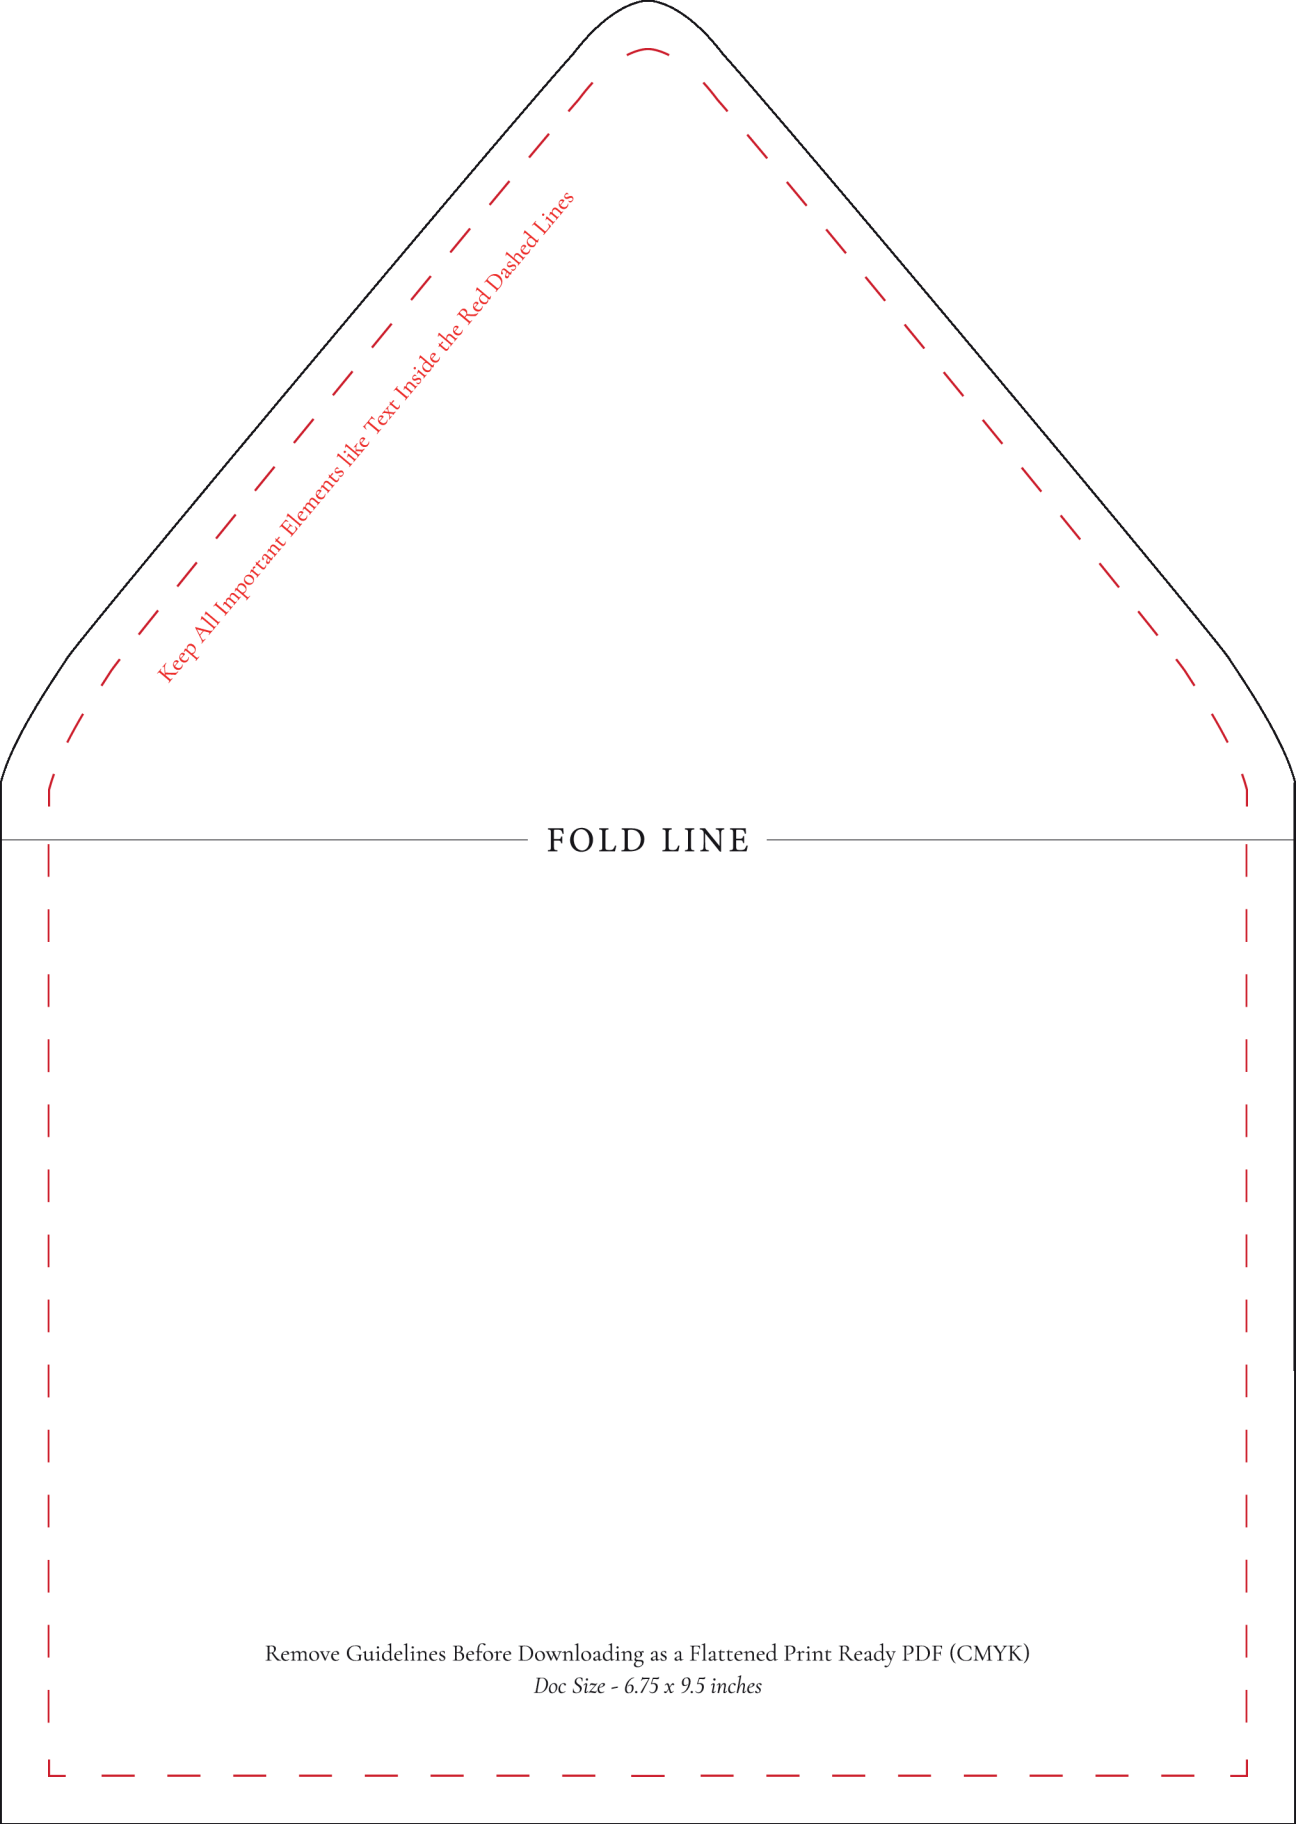 Keep All Important Elements like Text Inside the Red Dashed Lines
FOLD LINE
Remove Guidelines Before Downloading as a Flattened Print Ready PDF (CMYK)
Doc Size - 6.75 x 9.5 inches